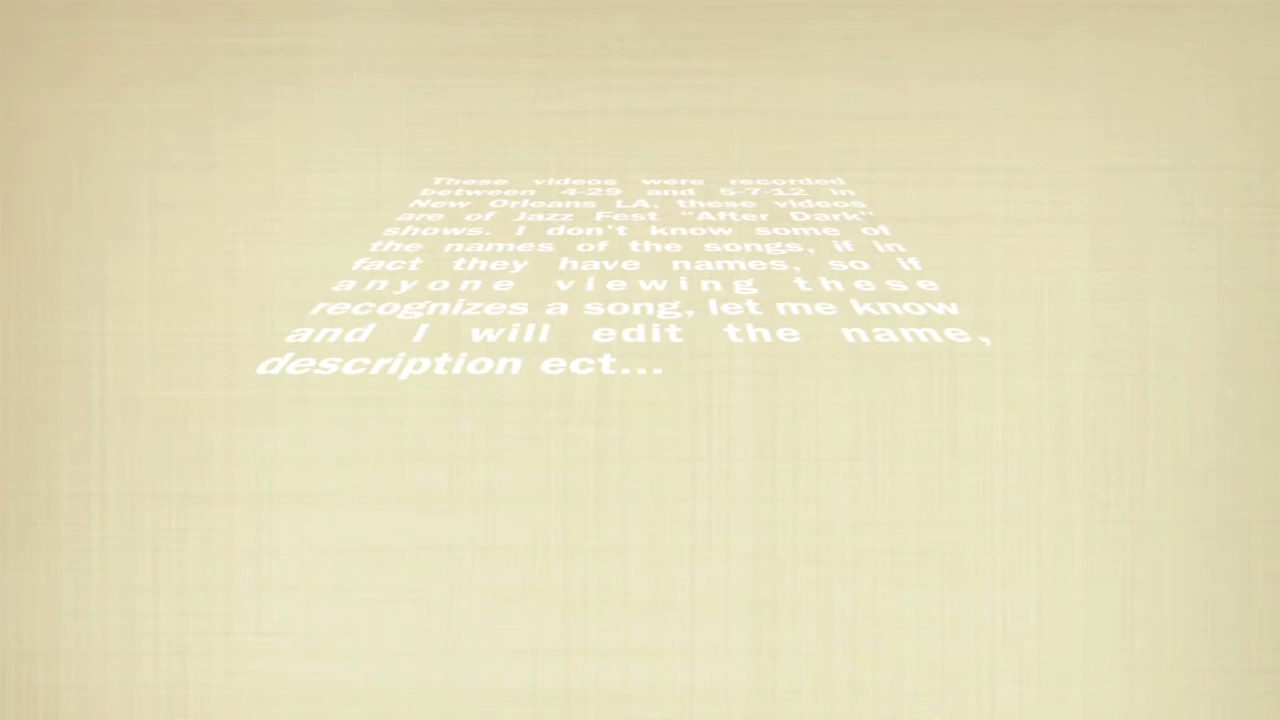 These videos were recorded
between 4-29 and 5-7-12 in
New Orleans LA, these videos
are of Jazz Fest "After Dark"
shows. I don't know some of
the names of the songs, if in
fact they have names, so if
anyone viewing these
recognizes a song, let me know
and I will edit the name,
description ect...